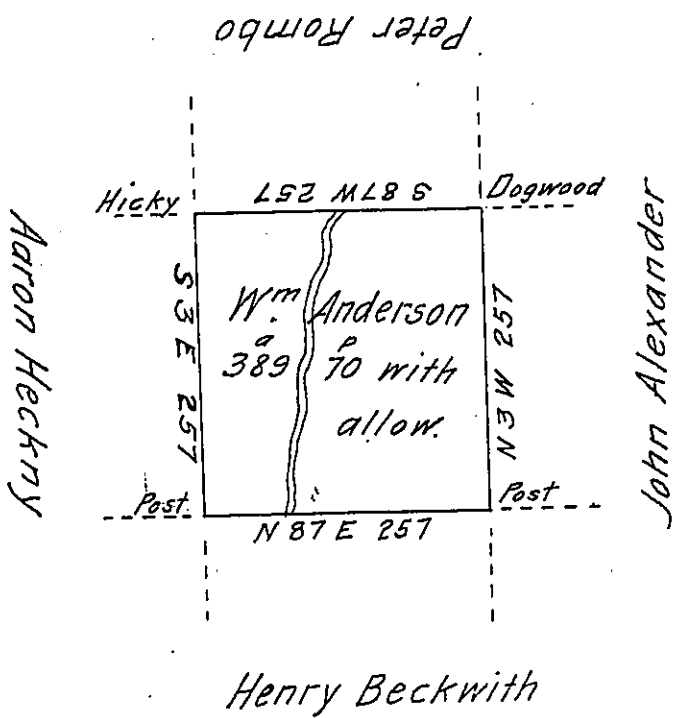 Peter Rombo
Hicky
S 87 W 257
Dogwood
Aaron Heckny
S 3 E 257
Wm. Anderson
a p
389 70 with
allow.
N 3 W 257
John Alexander
Post.
Post
N 87 E 257
Henry Beckwith